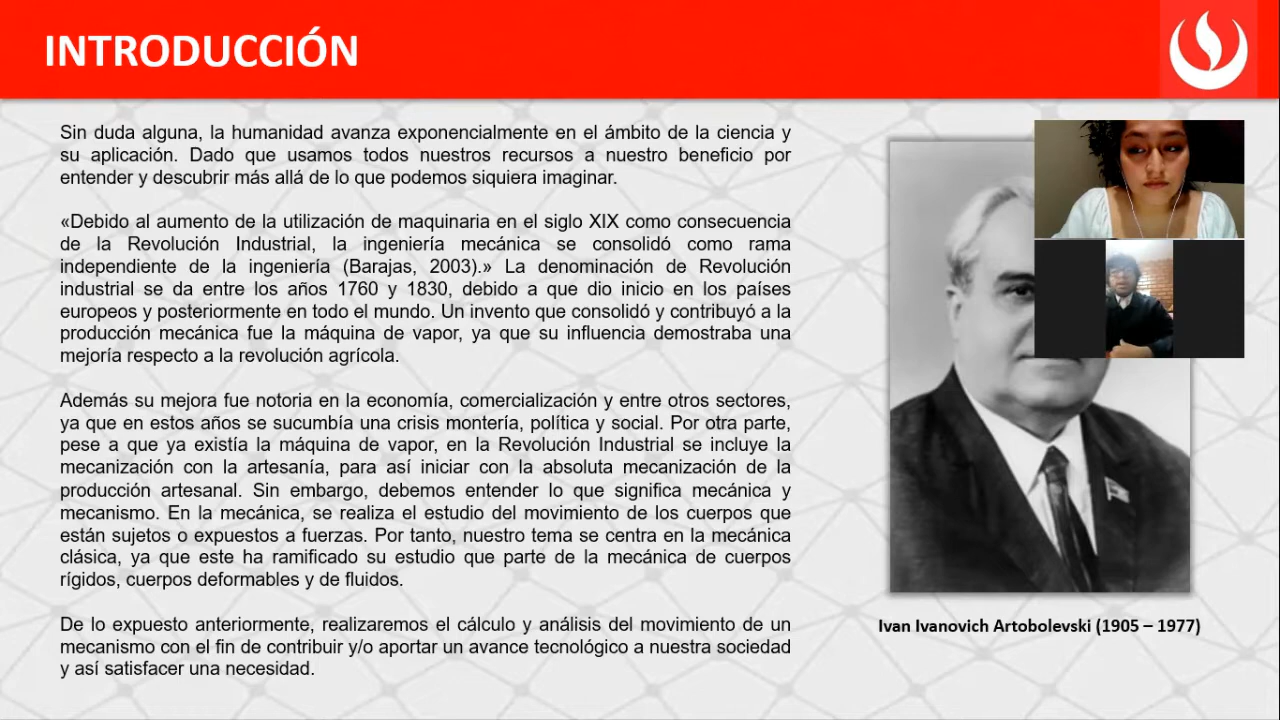 INTRODUCCIÓN
Sin duda alguna, la humanidad avanza exponencialmente en el ámbito de la ciencia y
su aplicación. Dado que usamos todos nuestros recursos a nuestro beneficio por
entender y descubrir más allá de lo que podemos siquiera imaginar.
«Debido al aumento de la utilización de maquinaria en el siglo XIX como consecuencia
de la Revolución Industrial, la ingeniería mecánica se consolidó como rama
independiente de la ingeniería (Barajas, 2003).» La denominación de Revolución
industrial se da entre los años 1760 y 1830, debido a que dio inicio en los países
europeos y posteriormente en todo el mundo. Un invento que consolidó y contribuyó a la
producción mecánica fue la máquina de vapor, ya que su influencia demostraba una
mejoría respecto a la revolución agrícola.
Además su mejora fue notoria en la economía, comercialización y entre otros sectores,
ya que en estos años se sucumbía una crisis montería, política y social. Por otra parte,
pese a que ya existía la máquina de vapor, en la Revolución Industrial se incluye la
mecanización con la artesanía, para así iniciar con la absoluta mecanización de la
producción artesanal. Sin embargo, debemos entender lo que significa mecánica y
mecanismo. En la mecánica, se realiza el estudio del movimiento de los cuerpos que
están sujetos o expuestos a fuerzas. Por tanto, nuestro tema se centra en la mecánica
clásica, ya que este ha ramificado su estudio que parte de la mecánica de cuerpos
rígidos, cuerpos deformables y de fluidos.
De lo expuesto anteriormente, realizaremos el cálculo y análisis del movimiento de un
mecanismo con el fin de contribuir y/o aportar un avance tecnológico a nuestra sociedad
y así satisfacer una necesidad.
Ivan Ivanovich Artobolevski (1905 – 1977)